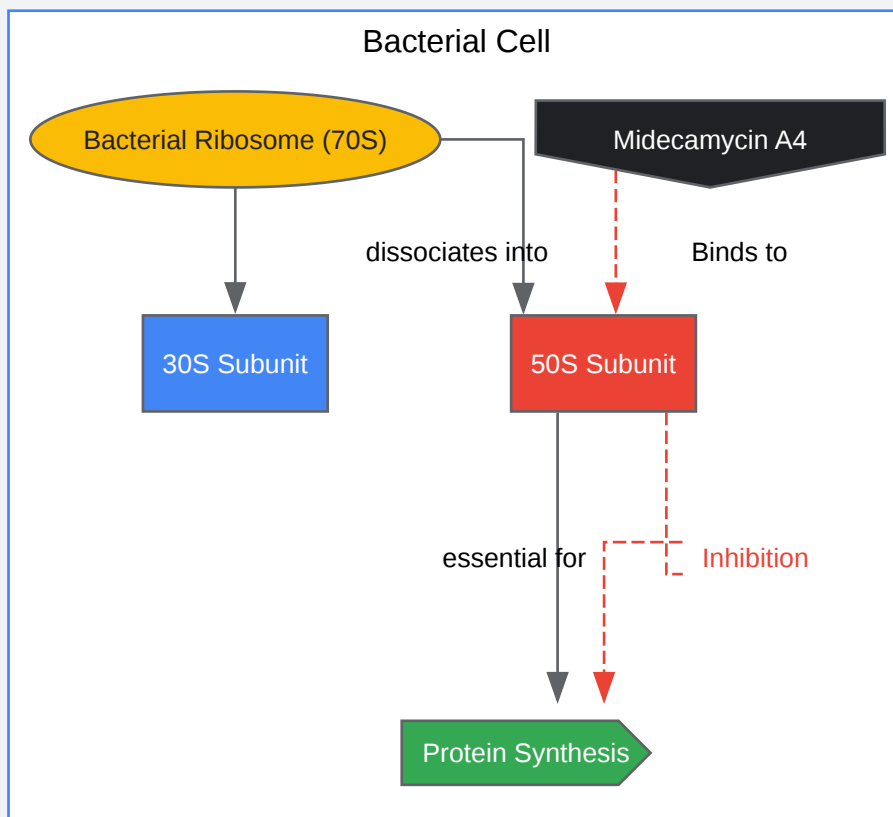 Bacterial Cell
Bacterial Ribosome (70S)
Midecamycin A4
dissociates into
Binds to
30S Subunit
50S Subunit
essential for
Inhibition
Protein Synthesis